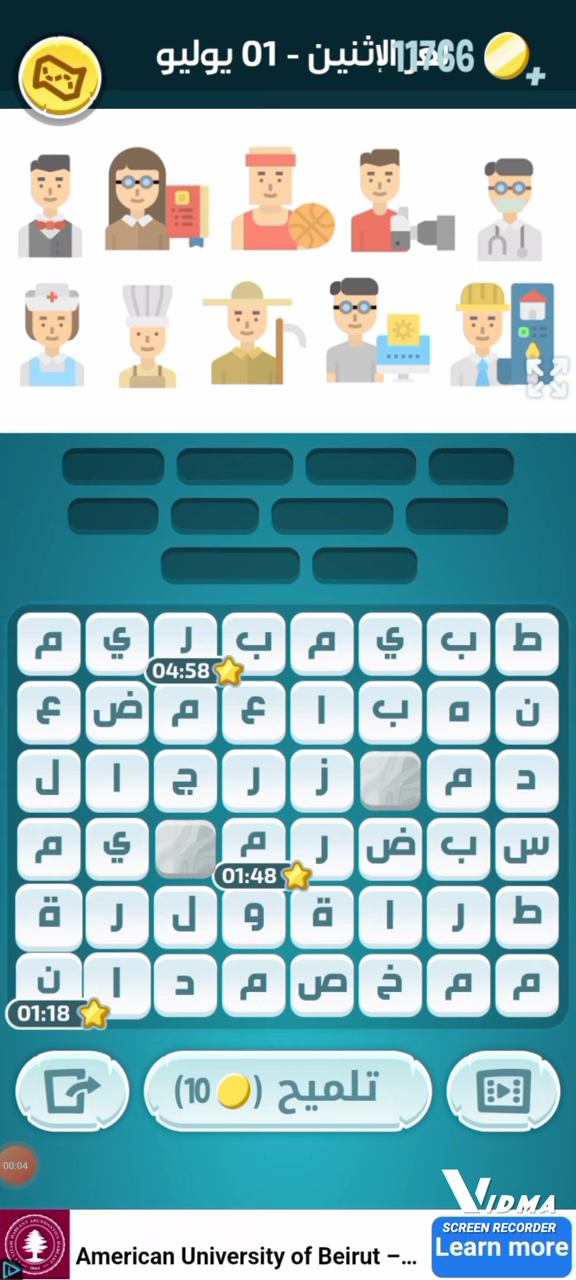 الإثنين - 01 يوليو
11766
ط ب ي م ب ر ي م
04:58
ن ه ب ا ع م ض ع
د م ز ر ج ا ل
س ب ض ر م ي م
01:48
ط ر ا ة و ل ر ة
م م خ ص م د ا ن
01:18
تلميح (10)
00:04
VIDMA
SCREEN RECORDER
American University of Beirut –...
Learn more